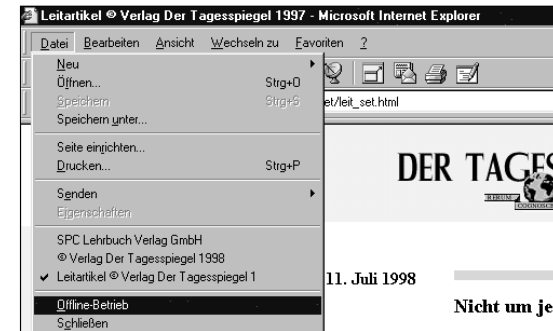 Leitartikel © Verlag Der Tagesspiegel 1997 - Microsoft Internet Explorer
Datei Bearbeiten Ansicht Wechseln zu Favoriten ?
Neu
Öffnen... Strg+O
Speichern Strg+S
et/leit_set.html
Speichern unter...
Seite einrichten...
Drucken... Strg+P
DER TAGES
RERUM
COGNOSCE
Senden
Eigenschaften
SPC Lehrbuch Verlag GmbH
© Verlag Der Tagesspiegel 1998
✓ Leitartikel © Verlag Der Tagesspiegel 1
11. Juli 1998
Offline-Betrieb
Nicht um je
Schließen